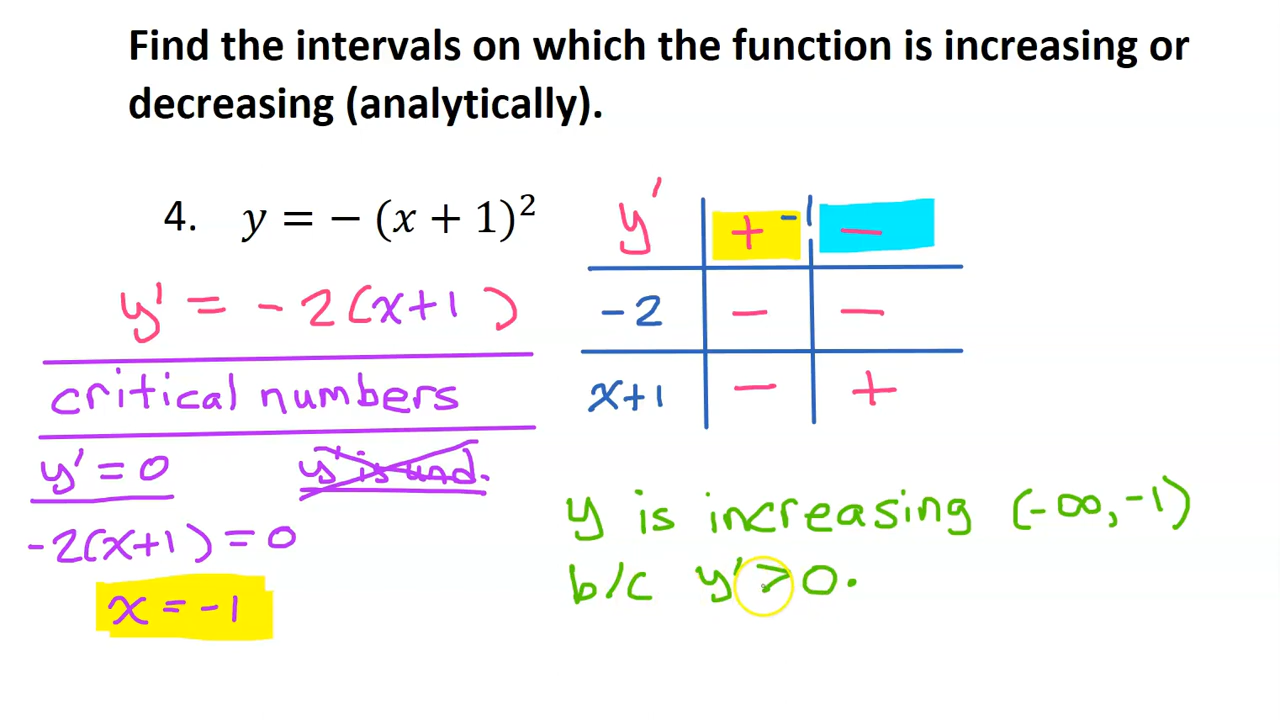 Find the intervals on which the function is increasing or
decreasing (analytically).
4. y = − (x + 1)²
y' = -2(x+1)
critical numbers
y' = 0 y' is und.
-2(x+1) = 0
x = -1
y' + -1 −
-2 − −
x+1 − +
y is increasing (-∞, -1)
b/c y' > 0.